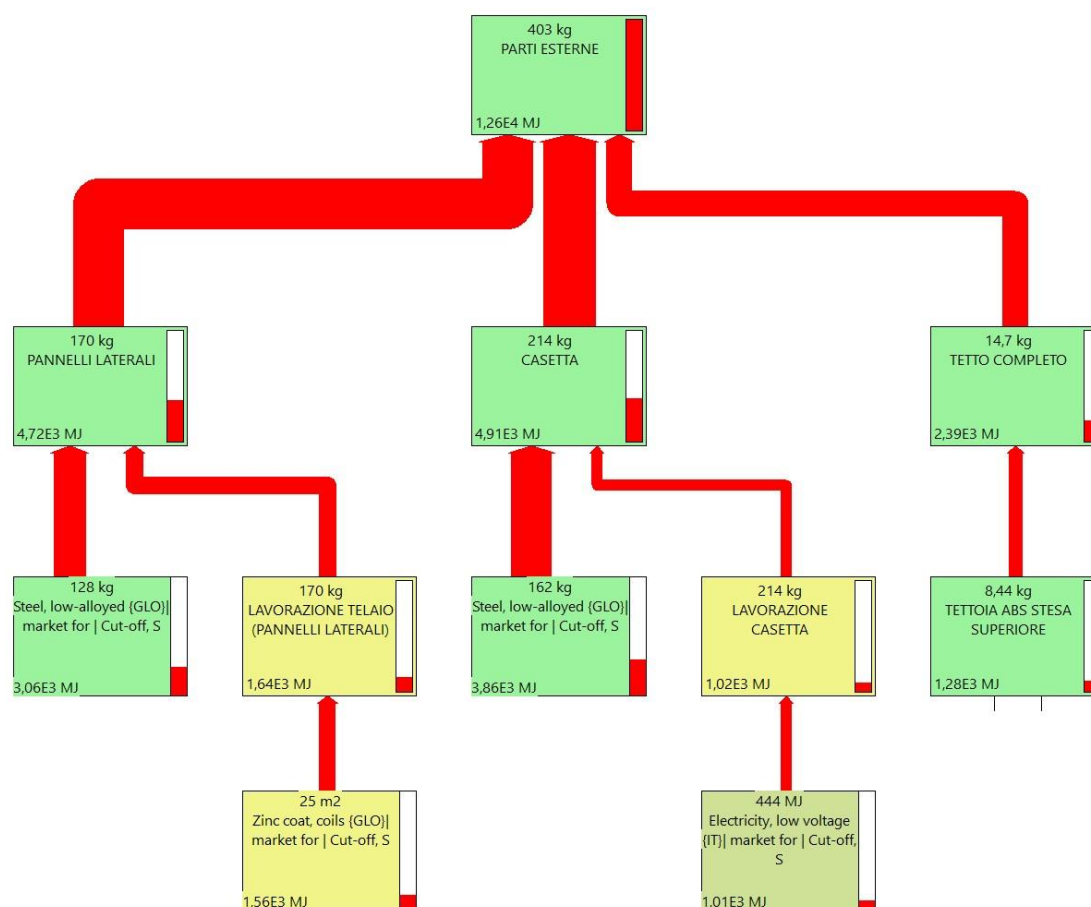 403 kg
PARTI ESTERNE
1,26E4 MJ
170 kg
PANNELLI LATERALI
4,72E3 MJ
214 kg
CASETTA
4,91E3 MJ
14,7 kg
TETTO COMPLETO
2,39E3 MJ
128 kg
Steel, low-alloyed {GLO}|
market for | Cut-off, S
3,06E3 MJ
170 kg
LAVORAZIONE TELAIO
(PANNELLI LATERALI)
1,64E3 MJ
162 kg
Steel, low-alloyed {GLO}|
market for | Cut-off, S
3,86E3 MJ
214 kg
LAVORAZIONE
CASETTA
1,02E3 MJ
8,44 kg
TETTOIA ABS STESA
SUPERIORE
1,28E3 MJ
25 m2
Zinc coat, coils {GLO}|
market for | Cut-off, S
1,56E3 MJ
444 MJ
Electricity, low voltage
{IT}| market for | Cut-off,
S
1,01E3 MJ